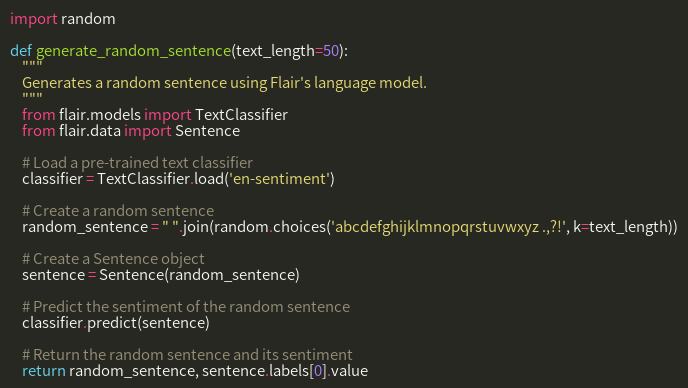 import random
def generate_random_sentence(text_length=50):
"""
Generates a random sentence using Flair's language model.
"""
from flair.models import TextClassifier
from flair.data import Sentence
# Load a pre-trained text classifier
classifier = TextClassifier.load('en-sentiment')
# Create a random sentence
random_sentence = " ".join(random.choices('abcdefghijklmnopqrstuvwxyz .,?!', k=text_length))
# Create a Sentence object
sentence = Sentence(random_sentence)
# Predict the sentiment of the random sentence
classifier.predict(sentence)
# Return the random sentence and its sentiment
return random_sentence, sentence.labels[0].value